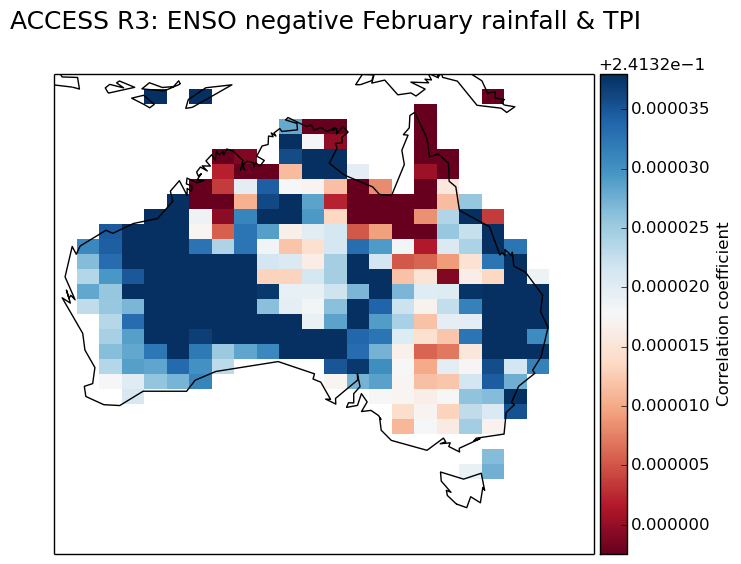 ACCESS R3: ENSO negative February rainfall & TPI
+2.4132e−1
0.000035
0.000030
0.000025
0.000020
0.000015
0.000010
0.000005
0.000000
Correlation coefficient